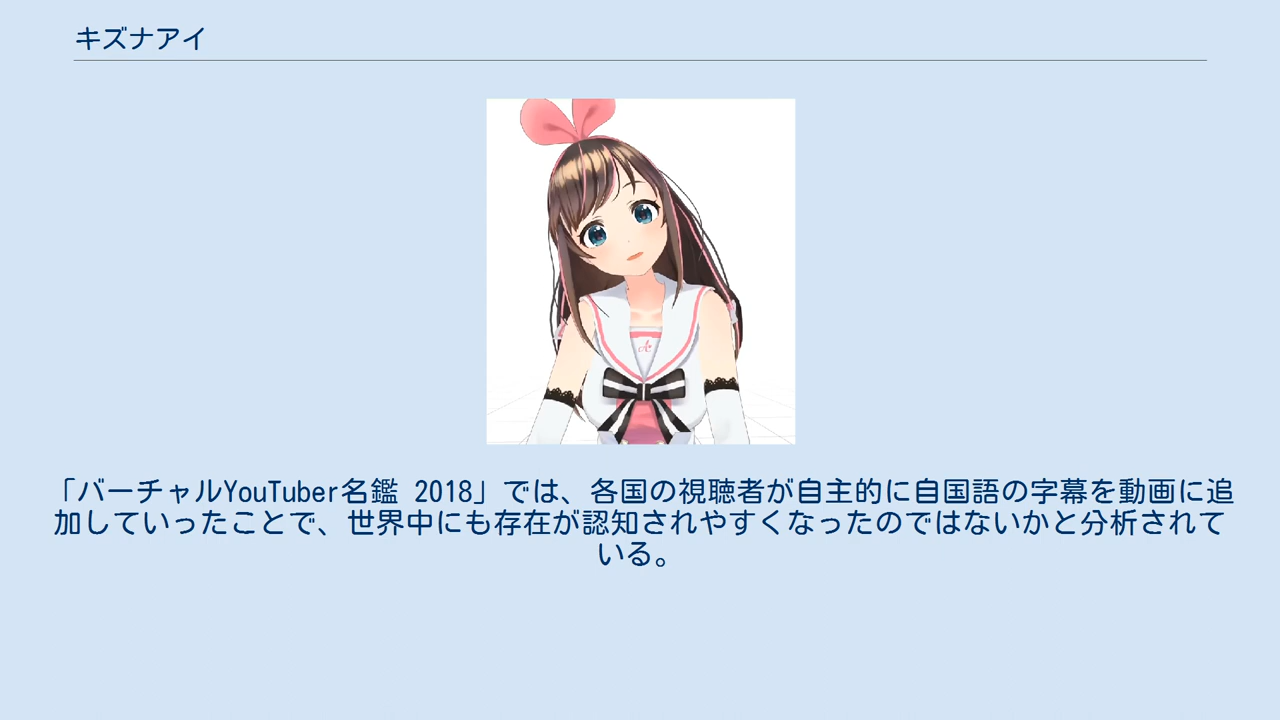 キズナアイ
「バーチャルYouTuber名鑑 2018」では、各国の視聴者が自主的に自国語の字幕を動画に追
加していったことで、世界中にも存在が認知されやすくなったのではないかと分析されて
いる。